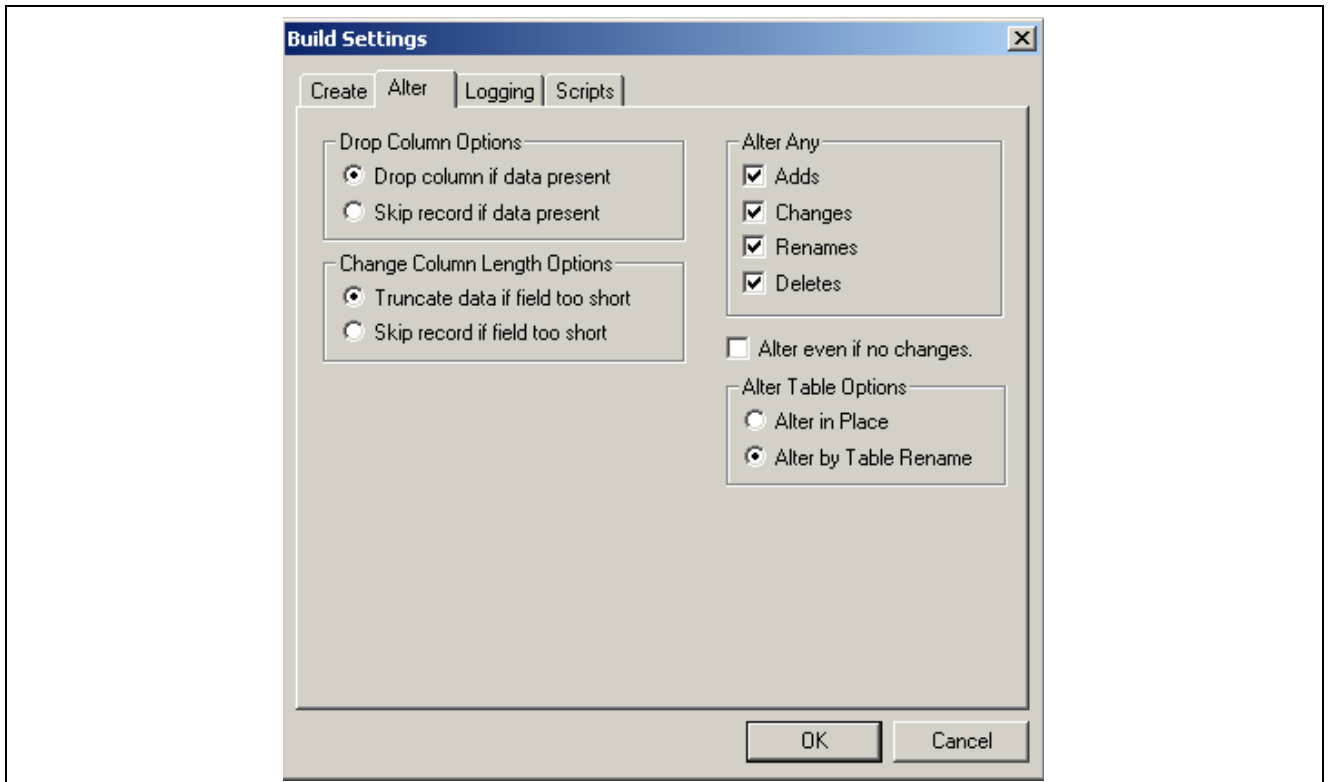 Build Settings
Create Alter Logging Scripts
Drop Column Options
Drop column if data present
Skip record if data present
Change Column Length Options
Truncate data if field too short
Skip record if field too short
Alter Any
Adds
Changes
Renames
Deletes
Alter even if no changes.
Alter Table Options
Alter in Place
Alter by Table Rename
OK Cancel